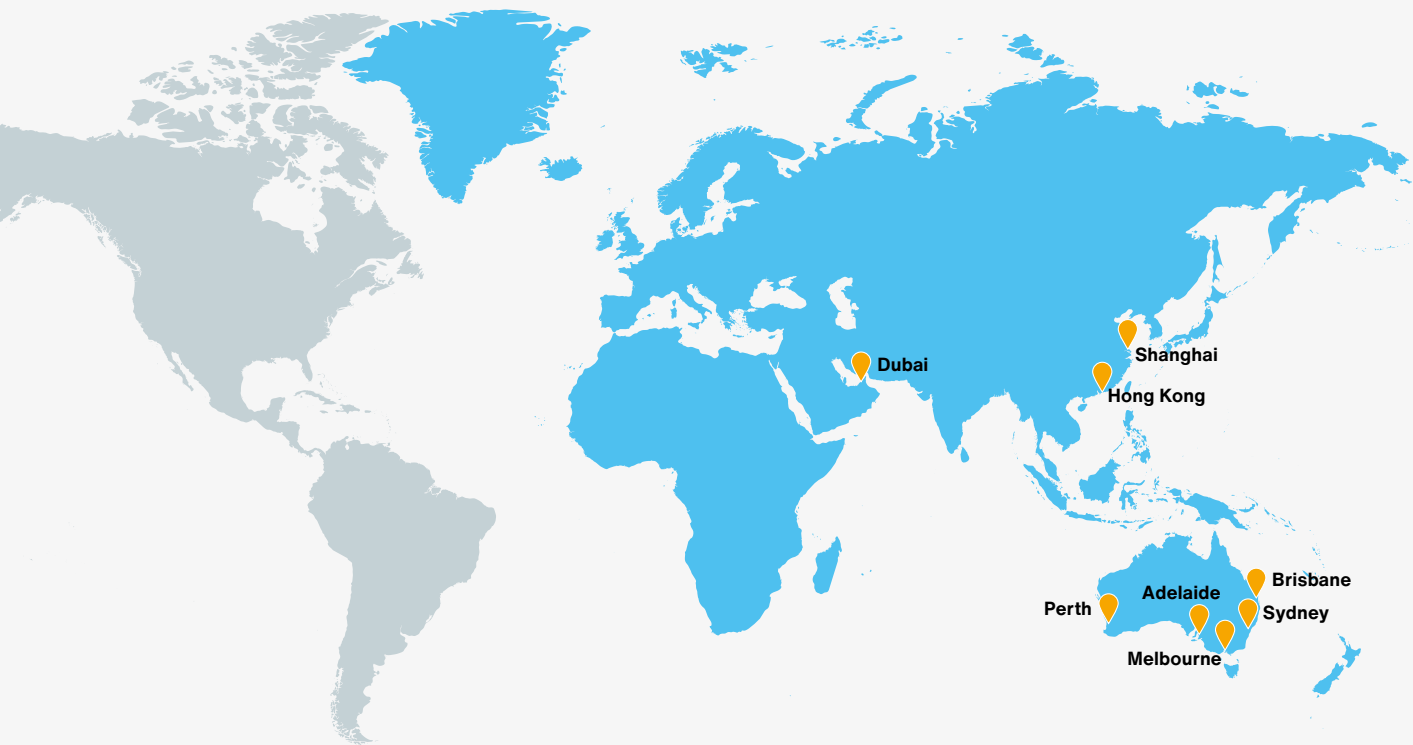 Dubai
Shanghai
Hong Kong
Brisbane
Adelaide
Perth
Sydney
Melbourne